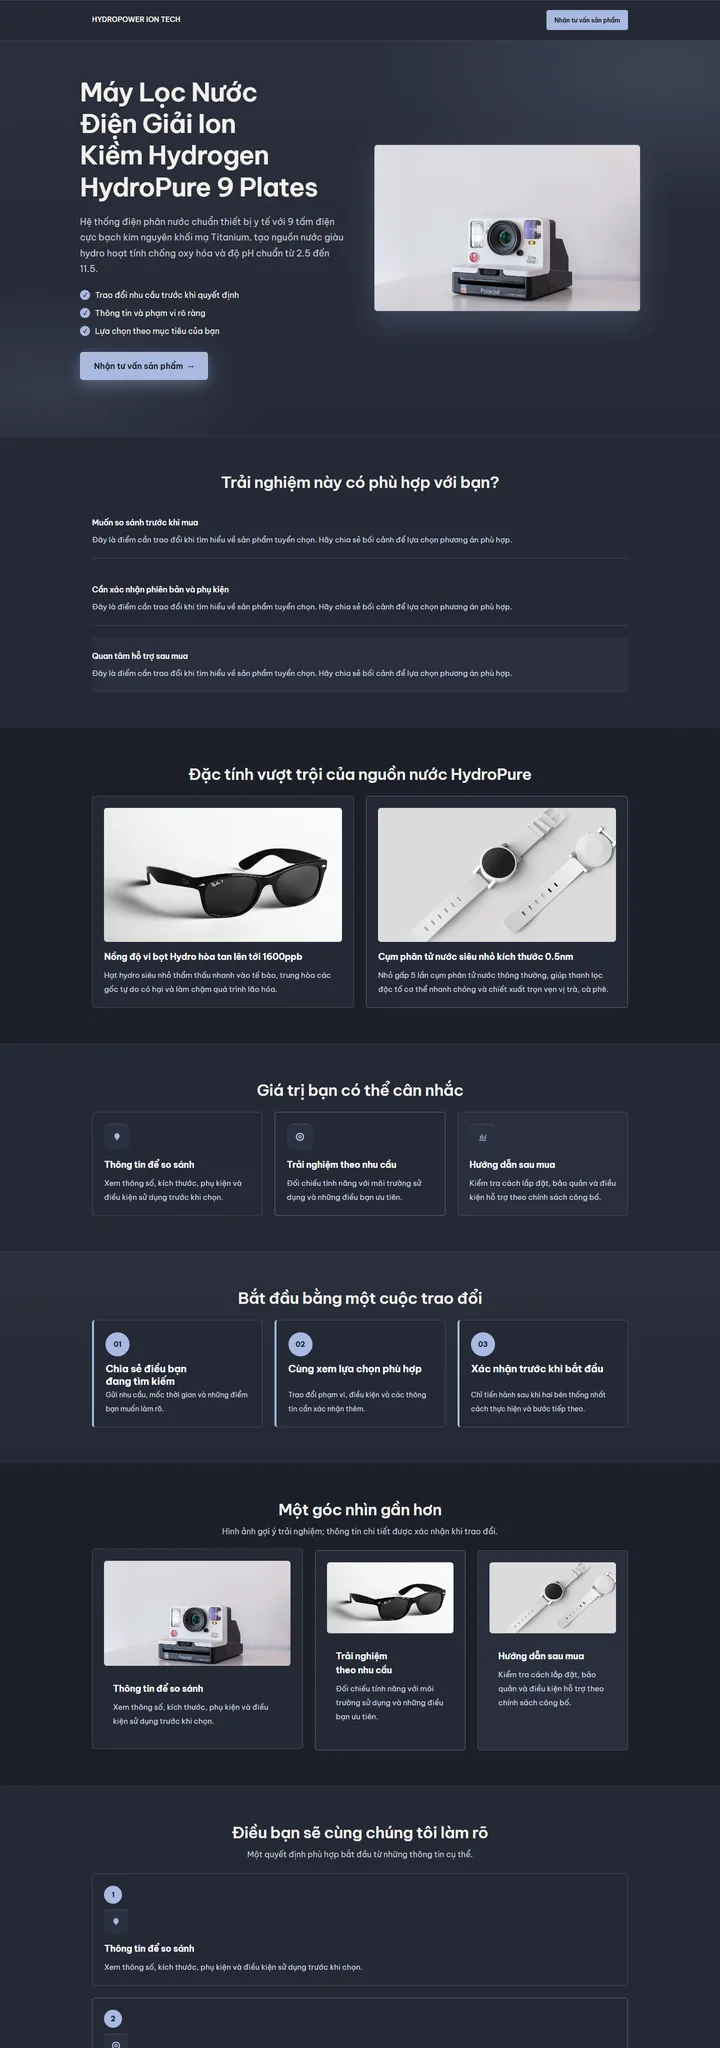 HYDROPOWER ION TECH
Nhận tư vấn sản phẩm
Máy Lọc Nước
Điện Giải Ion
Kiềm Hydrogen
HydroPure 9 Plates
Hệ thống điện phân nước chuẩn thiết bị y tế với 9 tấm điện
cực bạch kim nguyên khối mạ Titanium, tạo nguồn nước giàu
hydro hoạt tính chống oxy hóa và độ pH chuẩn từ 2.5 đến
11.5.
Trao đổi nhu cầu trước khi quyết định
Thông tin và phạm vi rõ ràng
Lựa chọn theo mục tiêu của bạn
Nhận tư vấn sản phẩm →
Trải nghiệm này có phù hợp với bạn?
Muốn so sánh trước khi mua
Đây là điểm cần trao đổi khi tìm hiểu về sản phẩm tuyển chọn. Hãy chia sẻ bối cảnh để lựa chọn phương án phù hợp.
Cần xác nhận phiên bản và phụ kiện
Đây là điểm cần trao đổi khi tìm hiểu về sản phẩm tuyển chọn. Hãy chia sẻ bối cảnh để lựa chọn phương án phù hợp.
Quan tâm hỗ trợ sau mua
Đây là điểm cần trao đổi khi tìm hiểu về sản phẩm tuyển chọn. Hãy chia sẻ bối cảnh để lựa chọn phương án phù hợp.
Đặc tính vượt trội của nguồn nước HydroPure
Nồng độ vi bọt Hydro hòa tan lên tới 1600ppb
Hạt hydro siêu nhỏ thẩm thấu nhanh vào tế bào, trung hòa các
gốc tự do có hại và làm chậm quá trình lão hóa.
Cụm phân tử nước siêu nhỏ kích thước 0.5nm
Nhỏ gấp 5 lần cụm phân tử nước thông thường, giúp thanh lọc
độc tố cơ thể nhanh chóng và chiết xuất trọn vẹn vị trà, cà phê.
Giá trị bạn có thể cân nhắc
Thông tin để so sánh
Xem thông số, kích thước, phụ kiện và
điều kiện sử dụng trước khi chọn.
Trải nghiệm theo nhu cầu
Đối chiếu tính năng với môi trường sử
dụng và những điều bạn ưu tiên.
Hướng dẫn sau mua
Kiểm tra cách lắp đặt, bảo quản và điều
kiện hỗ trợ theo chính sách công bố.
Bắt đầu bằng một cuộc trao đổi
01
Chia sẻ điều bạn
đang tìm kiếm
Gửi nhu cầu, mốc thời gian và những điểm
bạn muốn làm rõ.
02
Cùng xem lựa chọn phù hợp
Trao đổi phạm vi, điều kiện và các thông
tin cần xác nhận thêm.
03
Xác nhận trước khi bắt đầu
Chỉ tiến hành sau khi hai bên thống nhất
cách thực hiện và bước tiếp theo.
Một góc nhìn gần hơn
Hình ảnh gợi ý trải nghiệm; thông tin chi tiết được xác nhận khi trao đổi.
Thông tin để so sánh
Xem thông số, kích thước, phụ kiện và điều
kiện sử dụng trước khi chọn.
Trải nghiệm
theo nhu cầu
Đối chiếu tính năng với môi
trường sử dụng và những điều
bạn ưu tiên.
Hướng dẫn sau mua
Kiểm tra cách lắp đặt, bảo
quản và điều kiện hỗ trợ theo
chính sách công bố.
Điều bạn sẽ cùng chúng tôi làm rõ
Một quyết định phù hợp bắt đầu từ những thông tin cụ thể.
1
Thông tin để so sánh
Xem thông số, kích thước, phụ kiện và điều kiện sử dụng trước khi chọn.
2